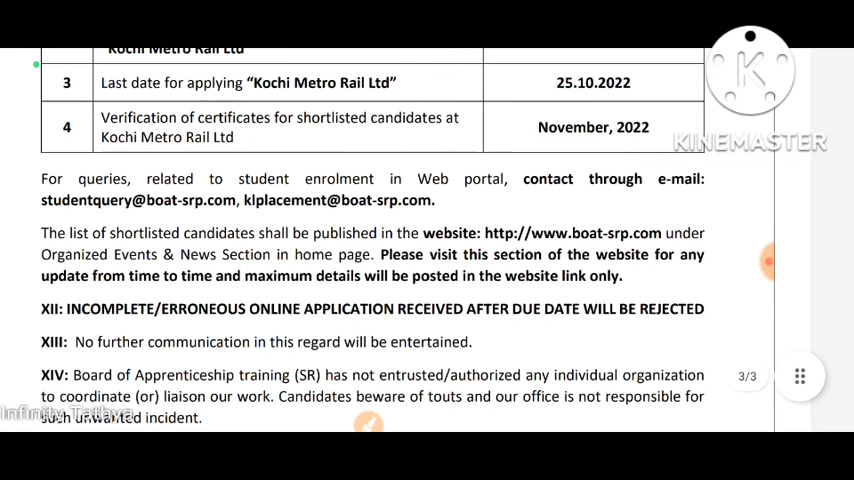 Kochi Metro Rail Ltd
3 Last date for applying “Kochi Metro Rail Ltd” 25.10.2022
4 Verification of certificates for shortlisted candidates at Kochi Metro Rail Ltd November, 2022
For queries, related to student enrolment in Web portal, contact through e-mail:
studentquery@boat-srp.com, klplacement@boat-srp.com.
The list of shortlisted candidates shall be published in the website: http://www.boat-srp.com under
Organized Events & News Section in home page. Please visit this section of the website for any
update from time to time and maximum details will be posted in the website link only.
XII: INCOMPLETE/ERRONEOUS ONLINE APPLICATION RECEIVED AFTER DUE DATE WILL BE REJECTED
XIII: No further communication in this regard will be entertained.
XIV: Board of Apprenticeship training (SR) has not entrusted/authorized any individual organization
to coordinate (or) liaison our work. Candidates beware of touts and our office is not responsible for
such unwanted incident.
3/3
K
KINEMASTER
Infinity Tattva